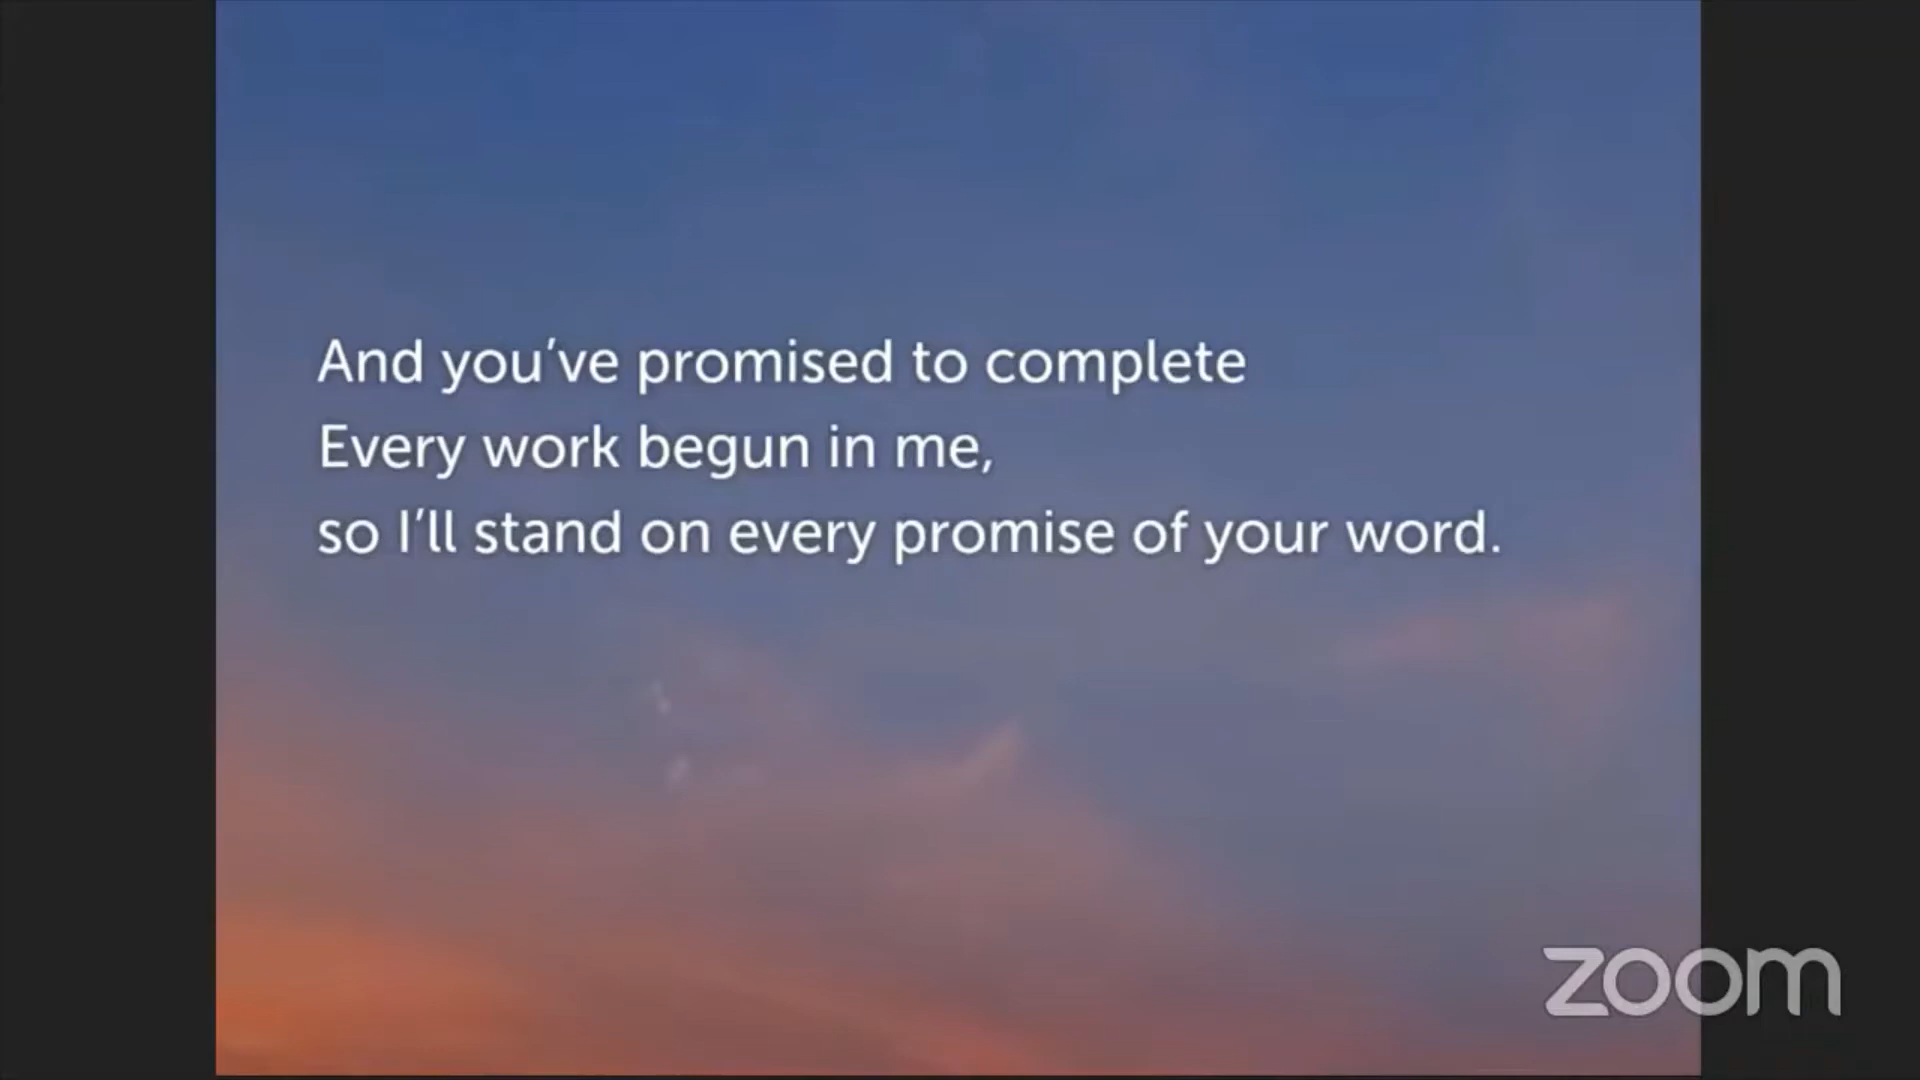 And you've promised to complete
Every work begun in me,
so I'll stand on every promise of your word.
zoom